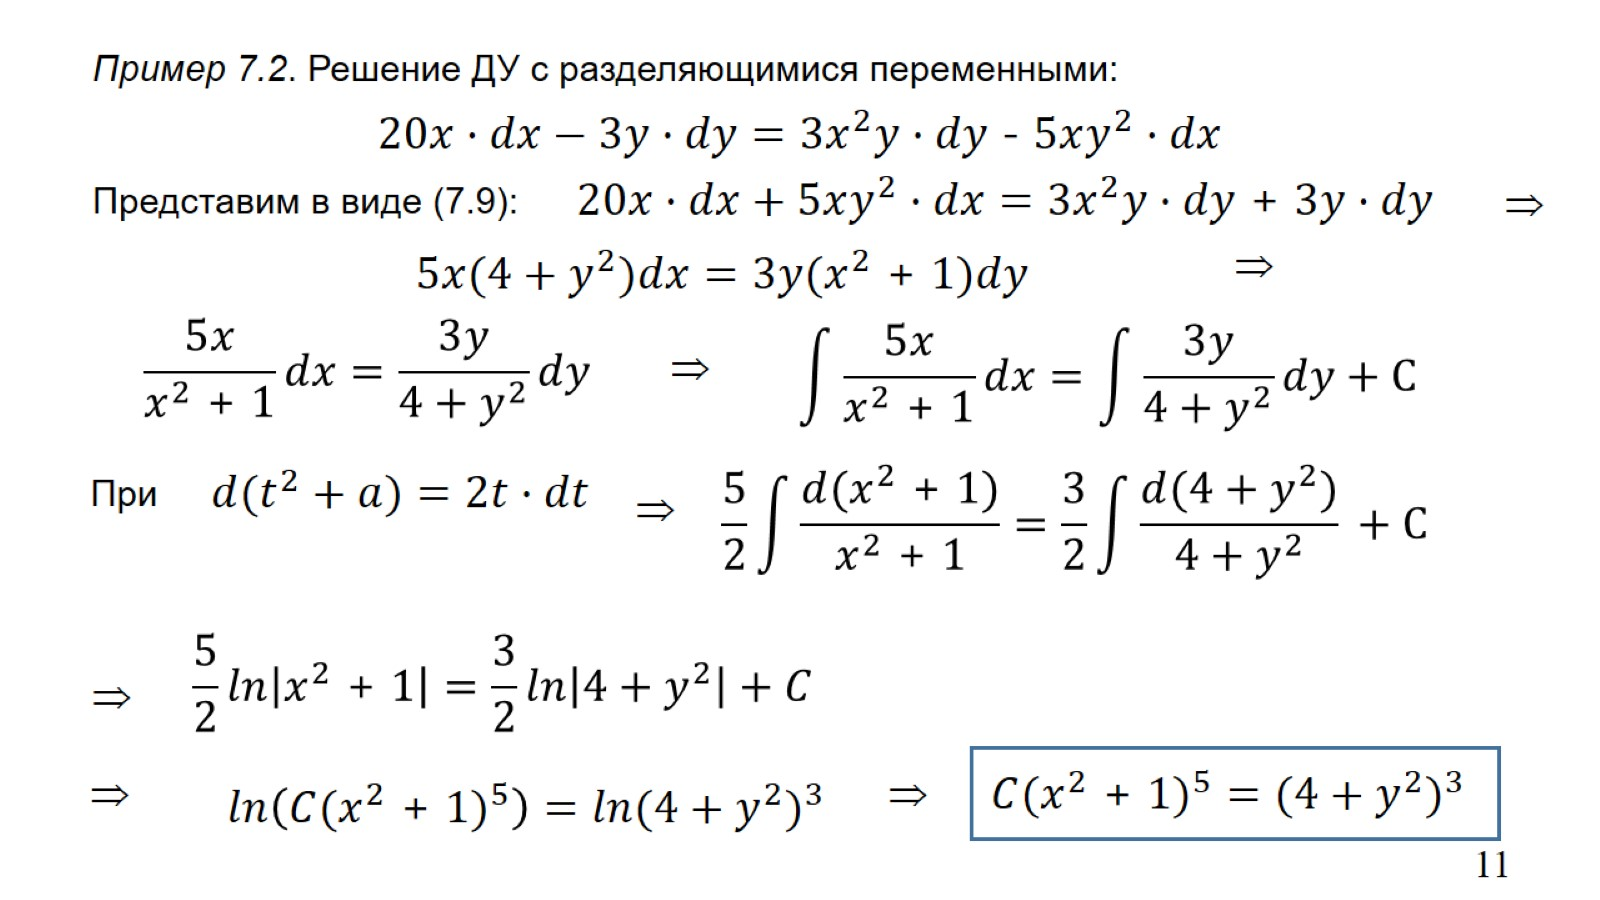 Пример 7.2. Решение ДУ с разделяющимися переменными:
20x · dx − 3y · dy = 3x²y · dy - 5xy² · dx
Представим в виде (7.9): 20x · dx + 5xy² · dx = 3x²y · dy + 3y · dy ⇒
5x(4 + y²)dx = 3y(x² + 1)dy ⇒
5x/(x² + 1) dx = 3y/(4 + y²) dy ⇒ ∫ 5x/(x² + 1) dx = ∫ 3y/(4 + y²) dy + C
При d(t² + a) = 2t · dt ⇒ 5/2 ∫ d(x² + 1)/(x² + 1) = 3/2 ∫ d(4 + y²)/(4 + y²) + C
⇒ 5/2 ln|x² + 1| = 3/2 ln|4 + y²| + C
⇒ ln(C(x² + 1)⁵) = ln(4 + y²)³ ⇒ C(x² + 1)⁵ = (4 + y²)³
11